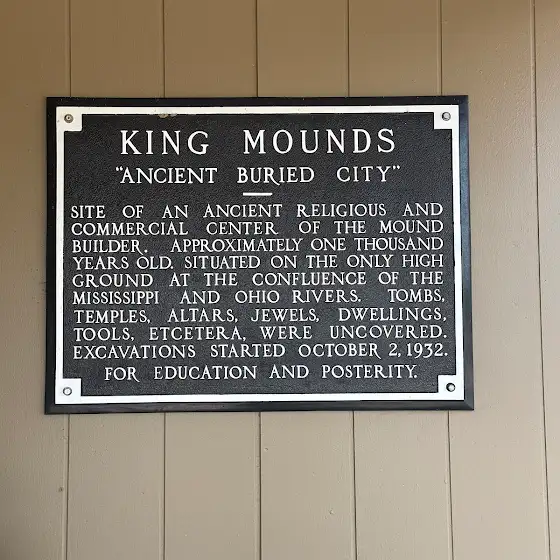 KING MOUNDS
"ANCIENT BURIED CITY"
SITE OF AN ANCIENT RELIGIOUS AND
COMMERCIAL CENTER OF THE MOUND
BUILDER. APPROXIMATELY ONE THOUSAND
YEARS OLD, SITUATED ON THE ONLY HIGH
GROUND AT THE CONFLUENCE OF THE
MISSISSIPPI AND OHIO RIVERS. TOMBS,
TEMPLES, ALTARS, JEWELS, DWELLINGS,
TOOLS, ETCETERA, WERE UNCOVERED.
EXCAVATIONS STARTED OCTOBER 2, 1932.
FOR EDUCATION AND POSTERITY.